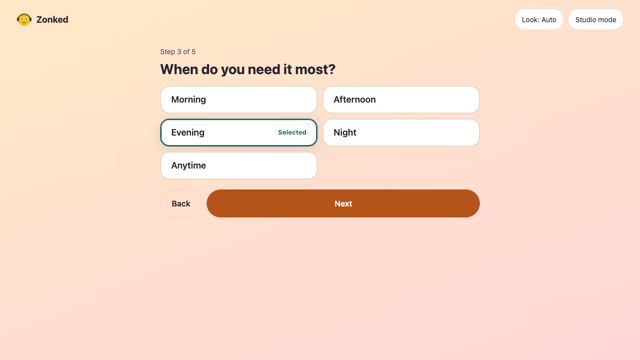 Zonked
Look: Auto
Studio mode
Step 3 of 5
When do you need it most?
Morning
Afternoon
Evening
Selected
Night
Anytime
Back
Next